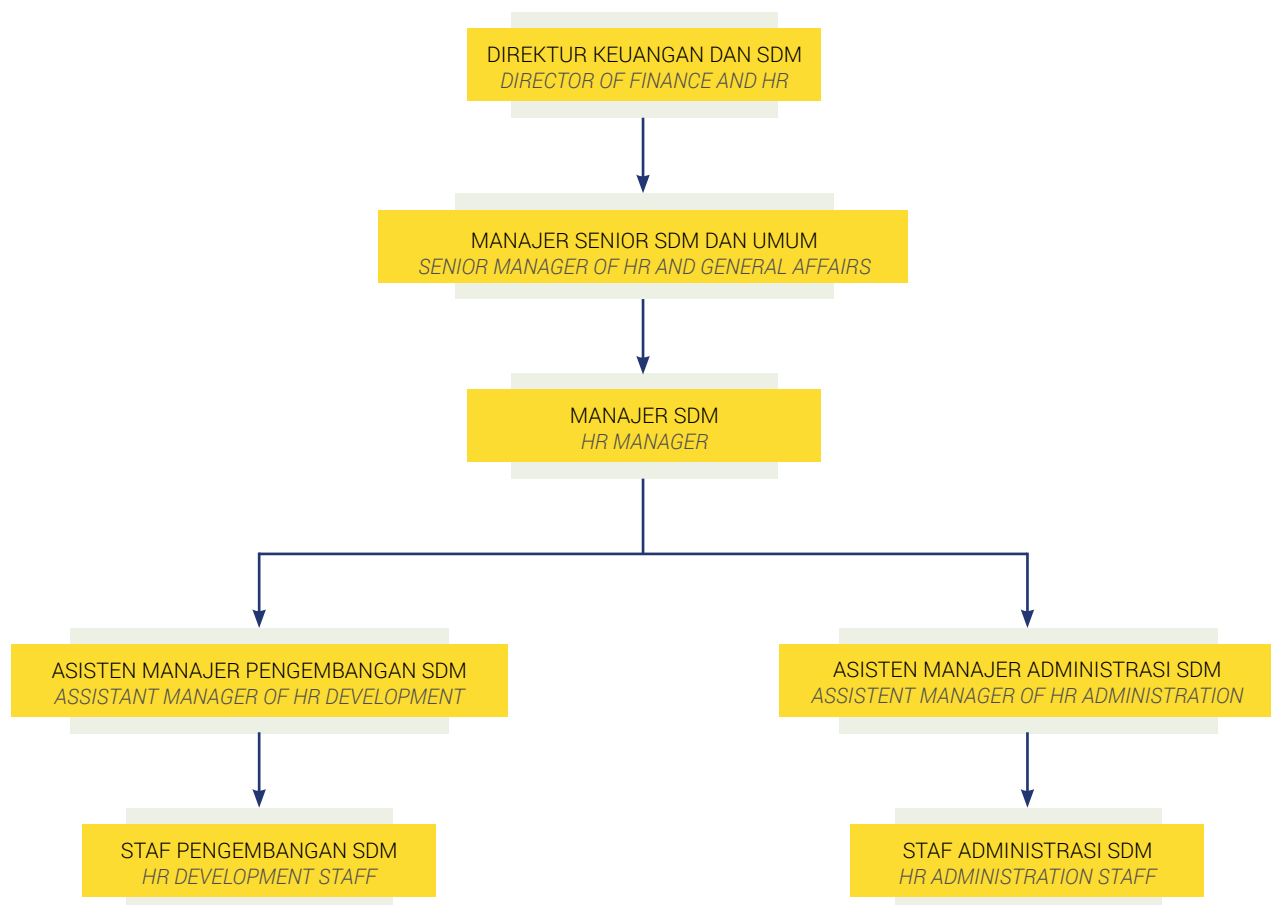 DIREKTUR KEUANGAN DAN SDM
DIRECTOR OF FINANCE AND HR
MANAJER SENIOR SDM DAN UMUM
SENIOR MANAGER OF HR AND GENERAL AFFAIRS
MANAJER SDM
HR MANAGER
ASISTEN MANAJER PENGEMBANGAN SDM
ASSISTANT MANAGER OF HR DEVELOPMENT
ASISTEN MANAJER ADMINISTRASI SDM
ASSISTENT MANAGER OF HR ADMINISTRATION
STAF PENGEMBANGAN SDM
HR DEVELOPMENT STAFF
STAF ADMINISTRASI SDM
HR ADMINISTRATION STAFF